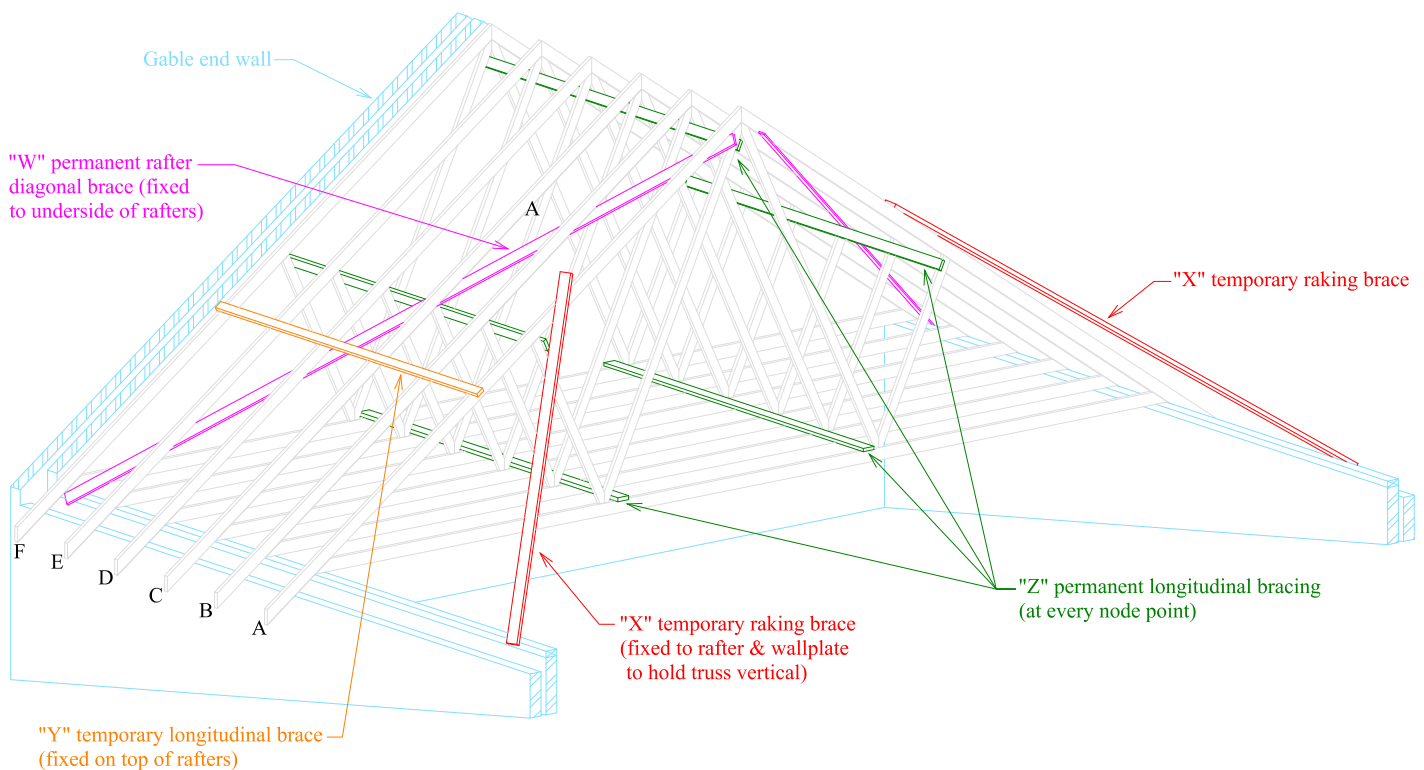 Gable end wall
"W" permanent rafter
diagonal brace (fixed
to underside of rafters)
A
"X" temporary raking brace
F
E
D
C
B
A
"Z" permanent longitudinal bracing
(at every node point)
"X" temporary raking brace
(fixed to rafter & wallplate
to hold truss vertical)
"Y" temporary longitudinal brace
(fixed on top of rafters)